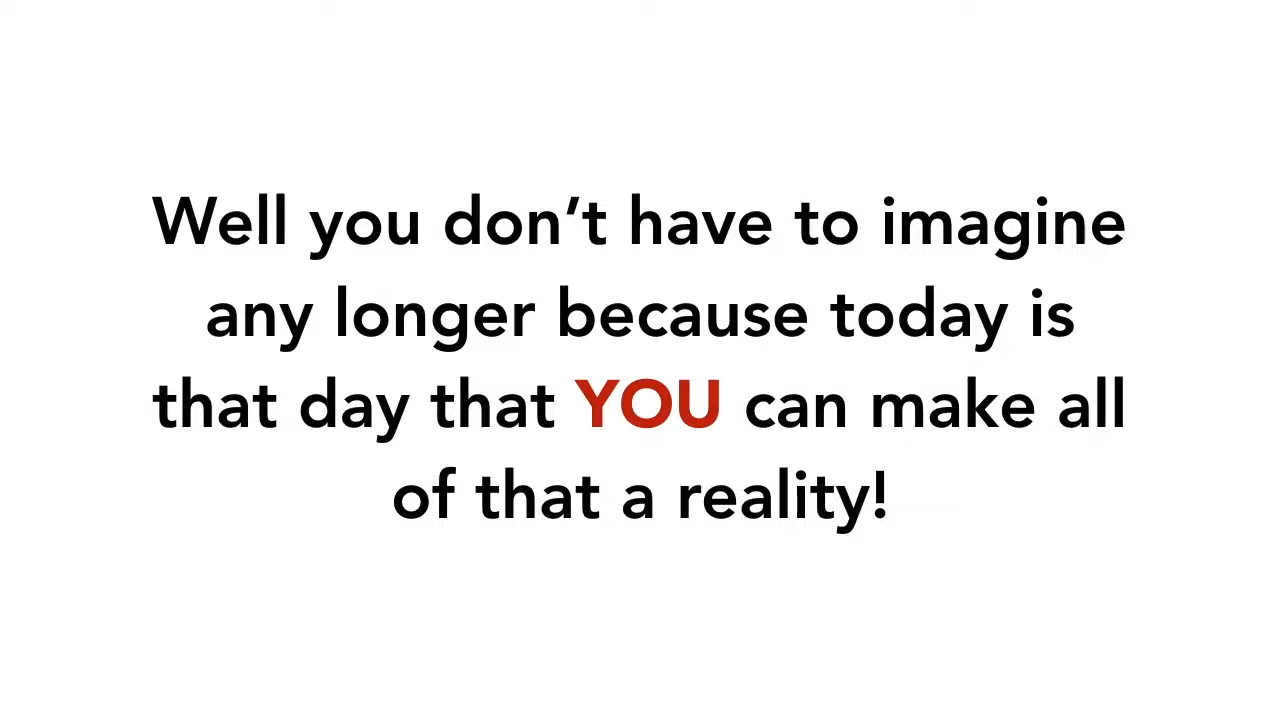 Well you don’t have to imagine
any longer because today is
that day that YOU can make all
of that a reality!